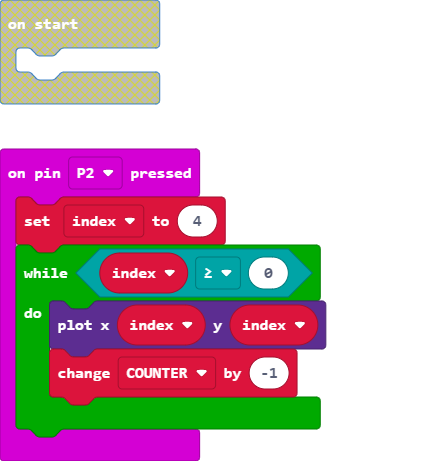 on start
on pin P2 pressed
set index to 4
while index ≥ 0
do
plot x index y index
change COUNTER by -1